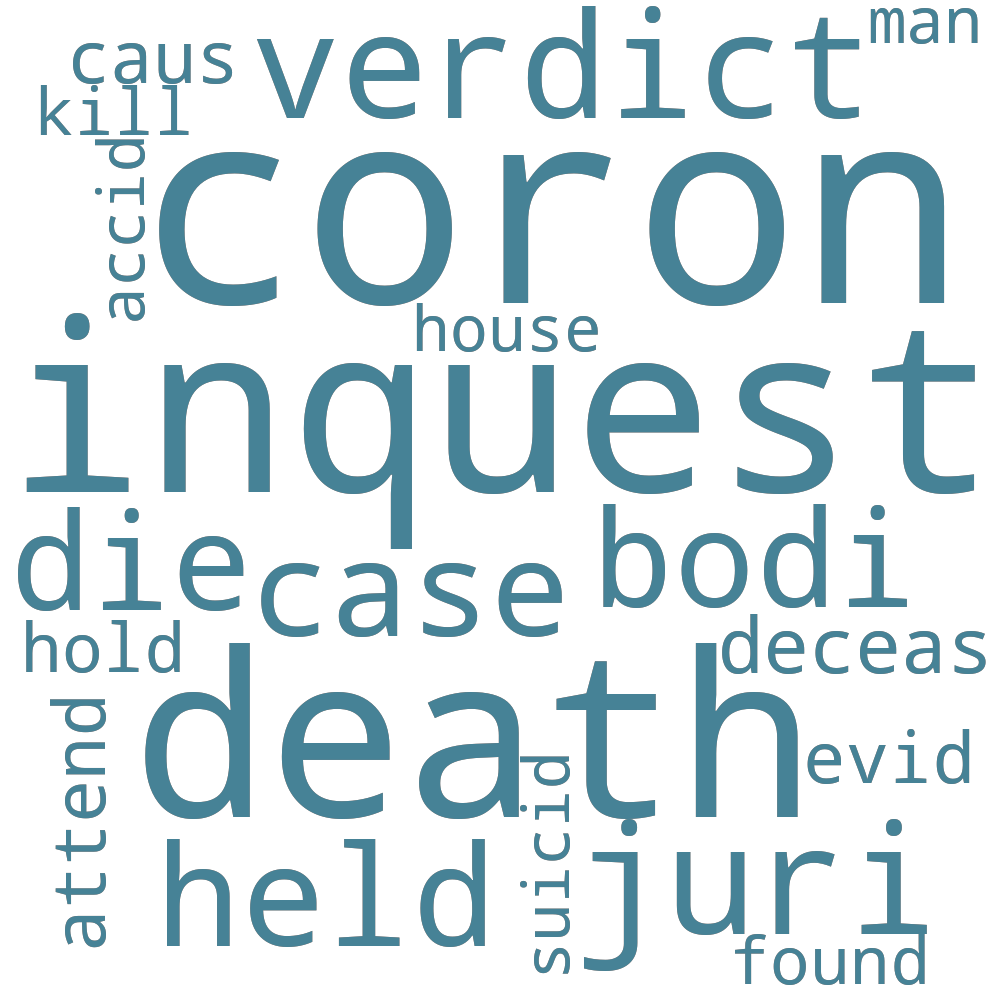 man
verdict
caus
kill
accid
coron
house
inquest
die
case
bodi
hold
deceas
death
attend
evid
suicid
held
juri
found